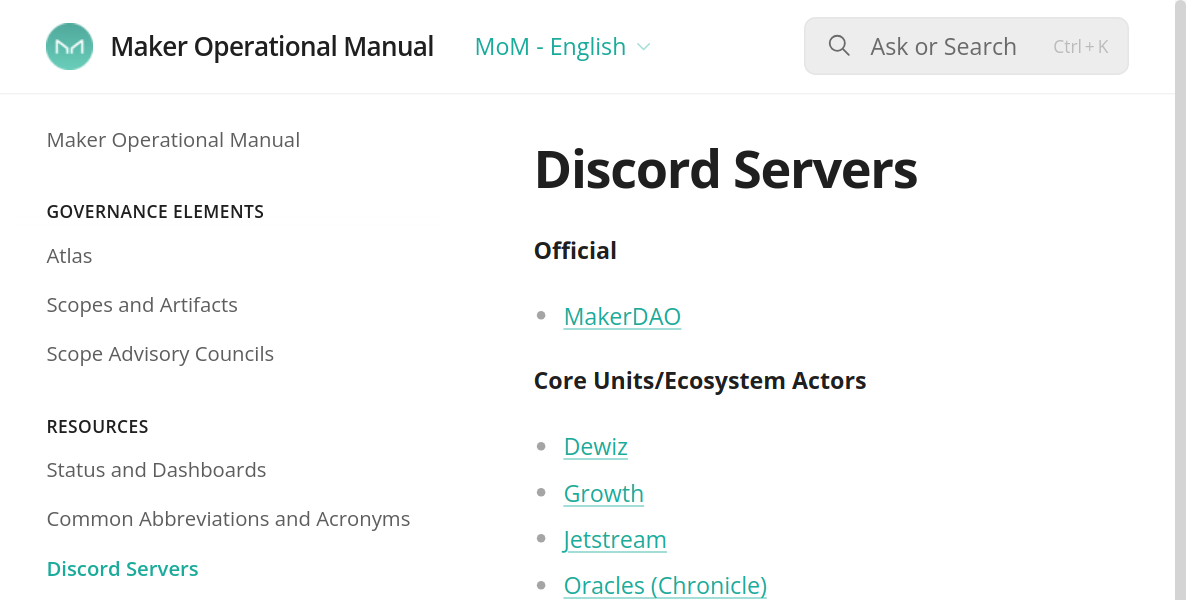 Maker Operational Manual
MoM - English
Ask or Search
Ctrl + K
Maker Operational Manual
GOVERNANCE ELEMENTS
Atlas
Scopes and Artifacts
Scope Advisory Councils
RESOURCES
Status and Dashboards
Common Abbreviations and Acronyms
Discord Servers
Discord Servers
Official
MakerDAO
Core Units/Ecosystem Actors
Dewiz
Growth
Jetstream
Oracles (Chronicle)